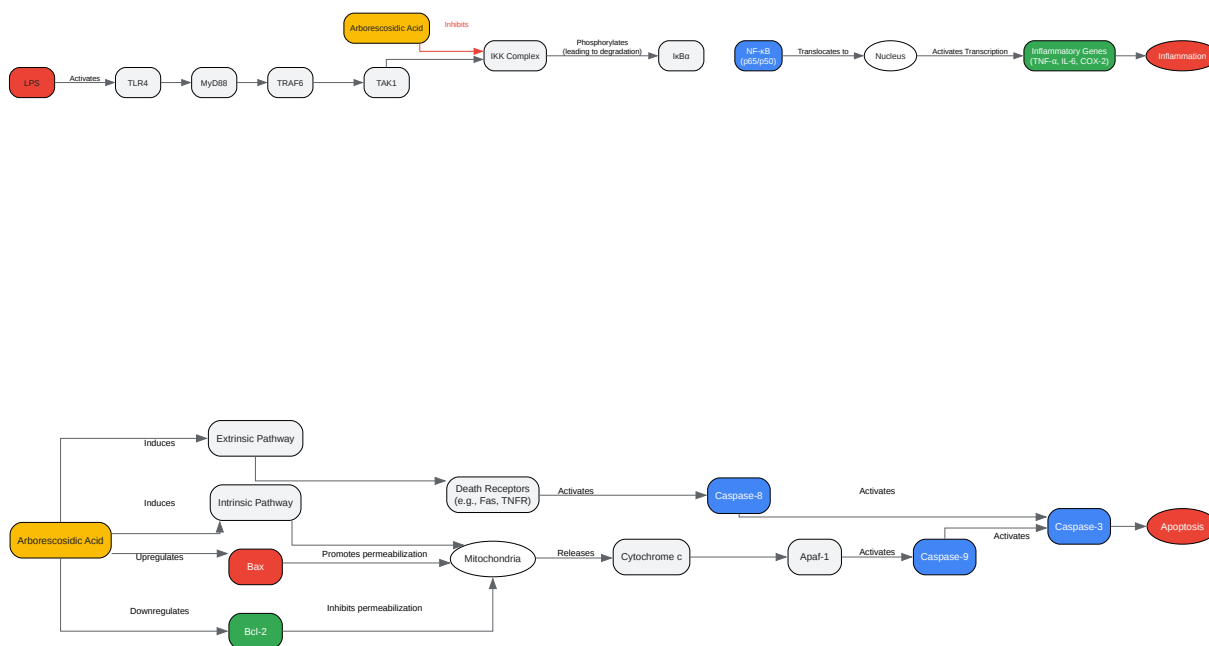 Arborescosidic Acid
Inhibits
LPS
Activates
TLR4
MyD88
TRAF6
TAK1
IKK Complex
Phosphorylates
(leading to degradation)
IκBα
NF-κB
(p65/p50)
Translocates to
Nucleus
Activates Transcription
Inflammatory Genes
(TNF-α, IL-6, COX-2)
Inflammation
Arborescosidic Acid
Induces
Extrinsic Pathway
Induces
Intrinsic Pathway
Upregulates
Bax
Downregulates
Bcl-2
Promotes permeabilization
Inhibits permeabilization
Death Receptors
(e.g., Fas, TNFR)
Activates
Caspase-8
Activates
Mitochondria
Releases
Cytochrome c
Apaf-1
Activates
Caspase-9
Activates
Caspase-3
Apoptosis